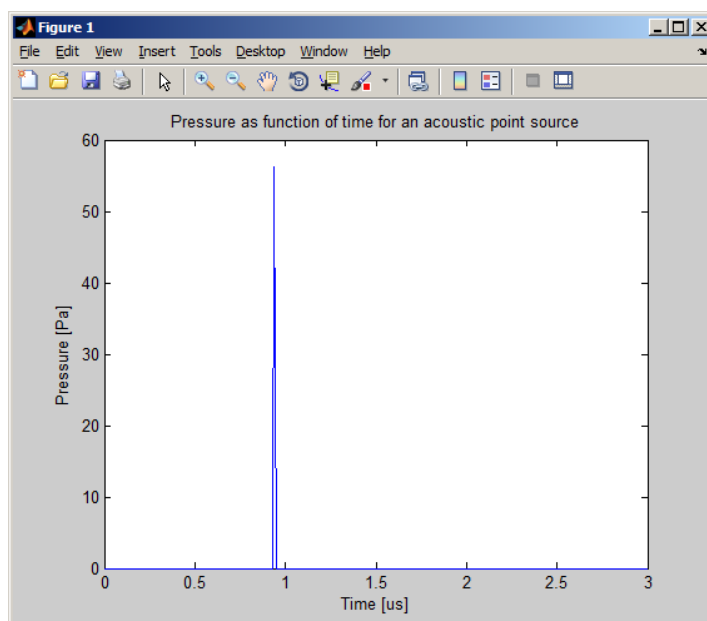 Figure 1
File Edit View Insert Tools Desktop Window Help
Pressure as function of time for an acoustic point source
60
50
40
30
20
10
0
Pressure [Pa]
0 0.5 1 1.5 2 2.5 3
Time [us]